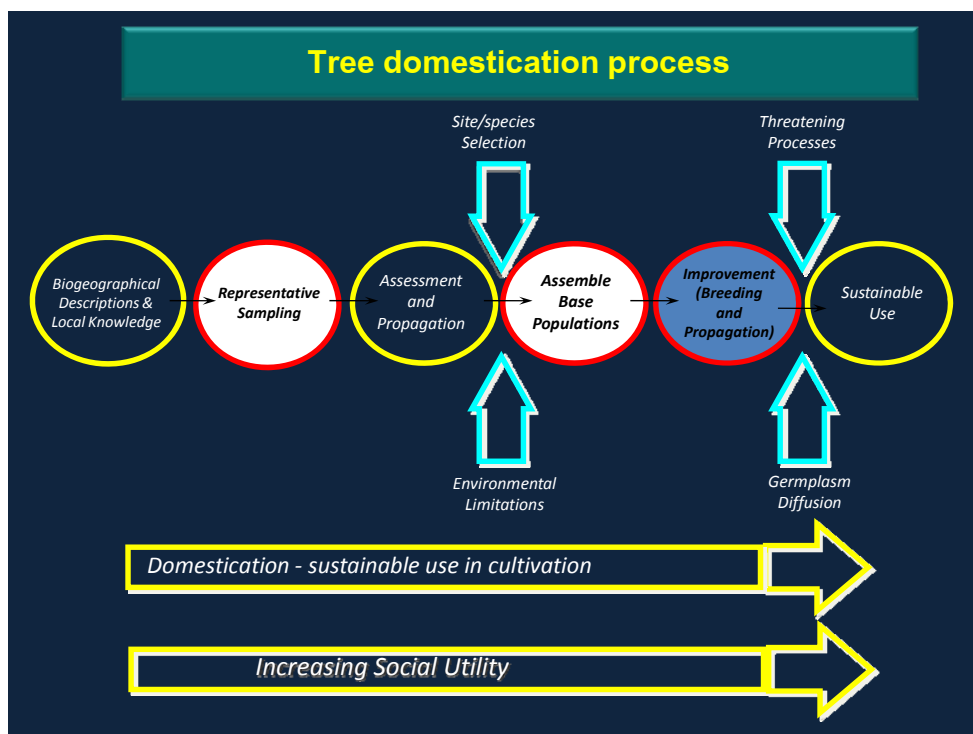 Tree domestication process
Site/species
Selection
Threatening
Processes
Biogeographical
Descriptions &
Local Knowledge
Representative
Sampling
Assessment
and
Propagation
Assemble
Base
Populations
Improvement
(Breeding
and
Propagation)
Sustainable
Use
Environmental
Limitations
Germplasm
Diffusion
Domestication - sustainable use in cultivation
Increasing Social Utility